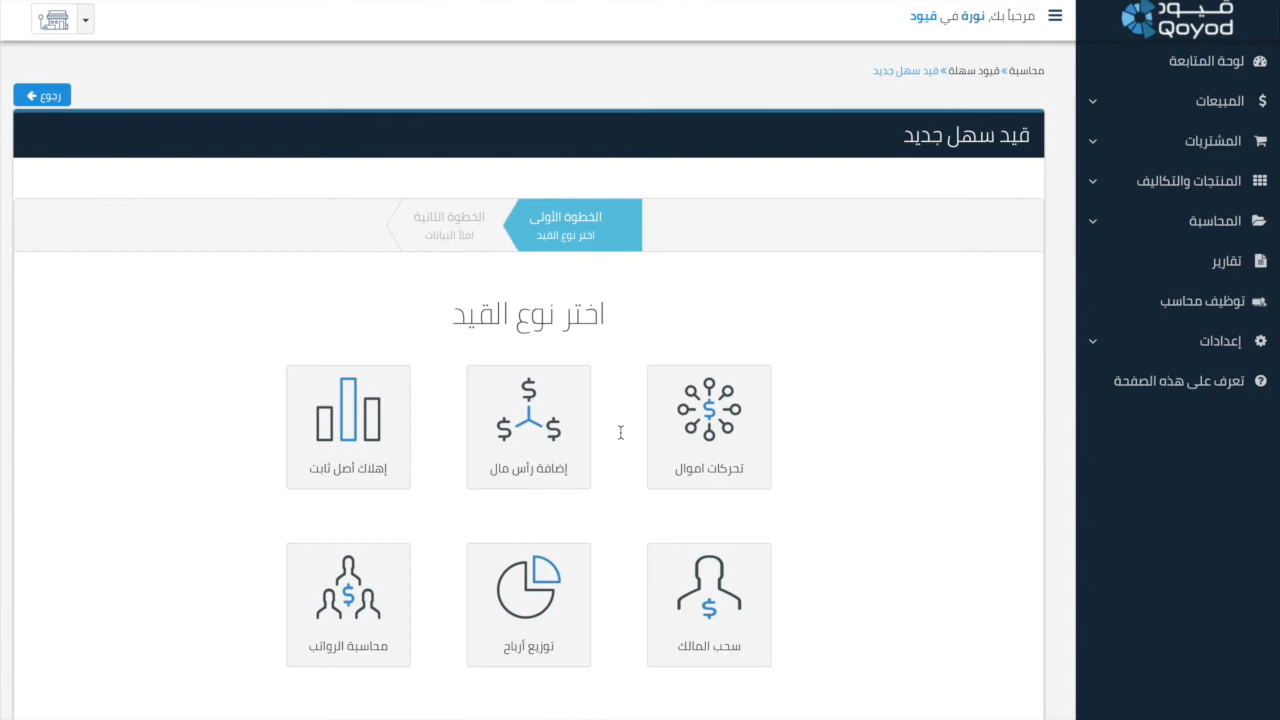 قيود
Qoyod
لوحة المتابعة
المبيعات
المشتريات
المنتجات والتكاليف
المحاسبة
تقارير
توظيف محاسب
إعدادات
تعرف على هذه الصفحة
مرحباً بك, نورة في قيود
محاسبة » قيود سهلة » قيد سهل جديد
رجوع
قيد سهل جديد
الخطوة الأولى
اختر نوع القيد
الخطوة الثانية
املأ البيانات
اختر نوع القيد
تحركات اموال
إضافة رأس مال
إهلاك أصل ثابت
سحب المالك
توزيع أرباح
محاسبة الرواتب